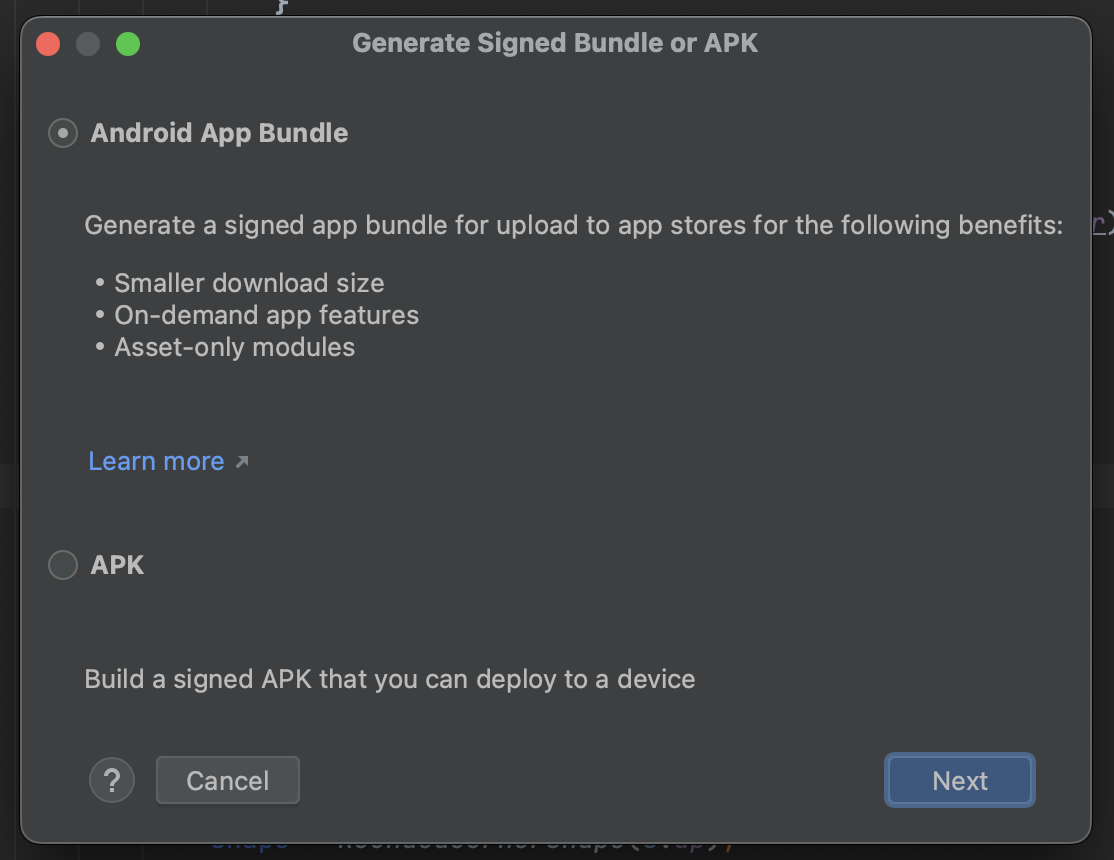 }
Generate Signed Bundle or APK
Android App Bundle
Generate a signed app bundle for upload to app stores for the following benefits:
r)
• Smaller download size
• On-demand app features
• Asset-only modules
Learn more ↗
APK
Build a signed APK that you can deploy to a device
?
Cancel
Next